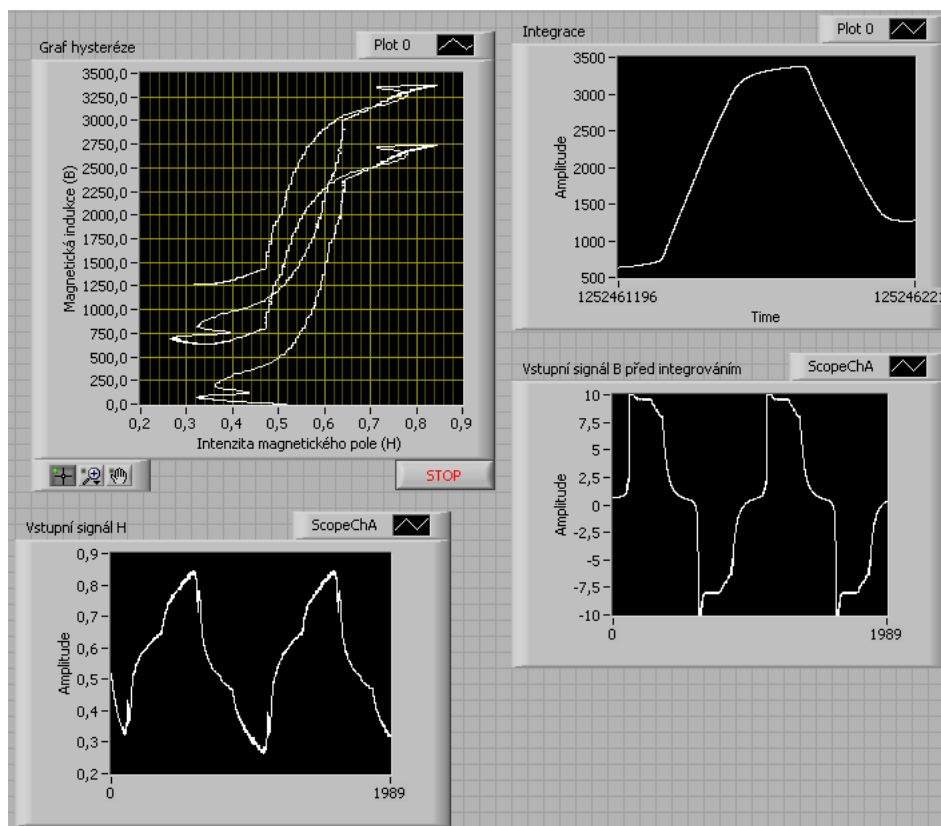 Graf hysteréze
Plot 0
3500,0
3250,0
3000,0
2750,0
2500,0
2250,0
2000,0
1750,0
1500,0
1250,0
1000,0
750,0
500,0
250,0
0,0
Magnetická indukce (B)
0,2 0,3 0,4 0,5 0,6 0,7 0,8 0,9
Intenzita magnetického pole (H)
STOP
Integrace
Plot 0
3500
3000
2500
2000
1500
1000
500
Amplitude
1252461196 125246221
Time
Vstupní signál B před integrováním
ScopeChA
10
7,5
5
2,5
0
-2,5
-5
-7,5
-10
Amplitude
0 1989
Vstupní signál H
ScopeChA
0,9
0,8
0,7
0,6
0,5
0,4
0,3
0,2
Amplitude
0 1989